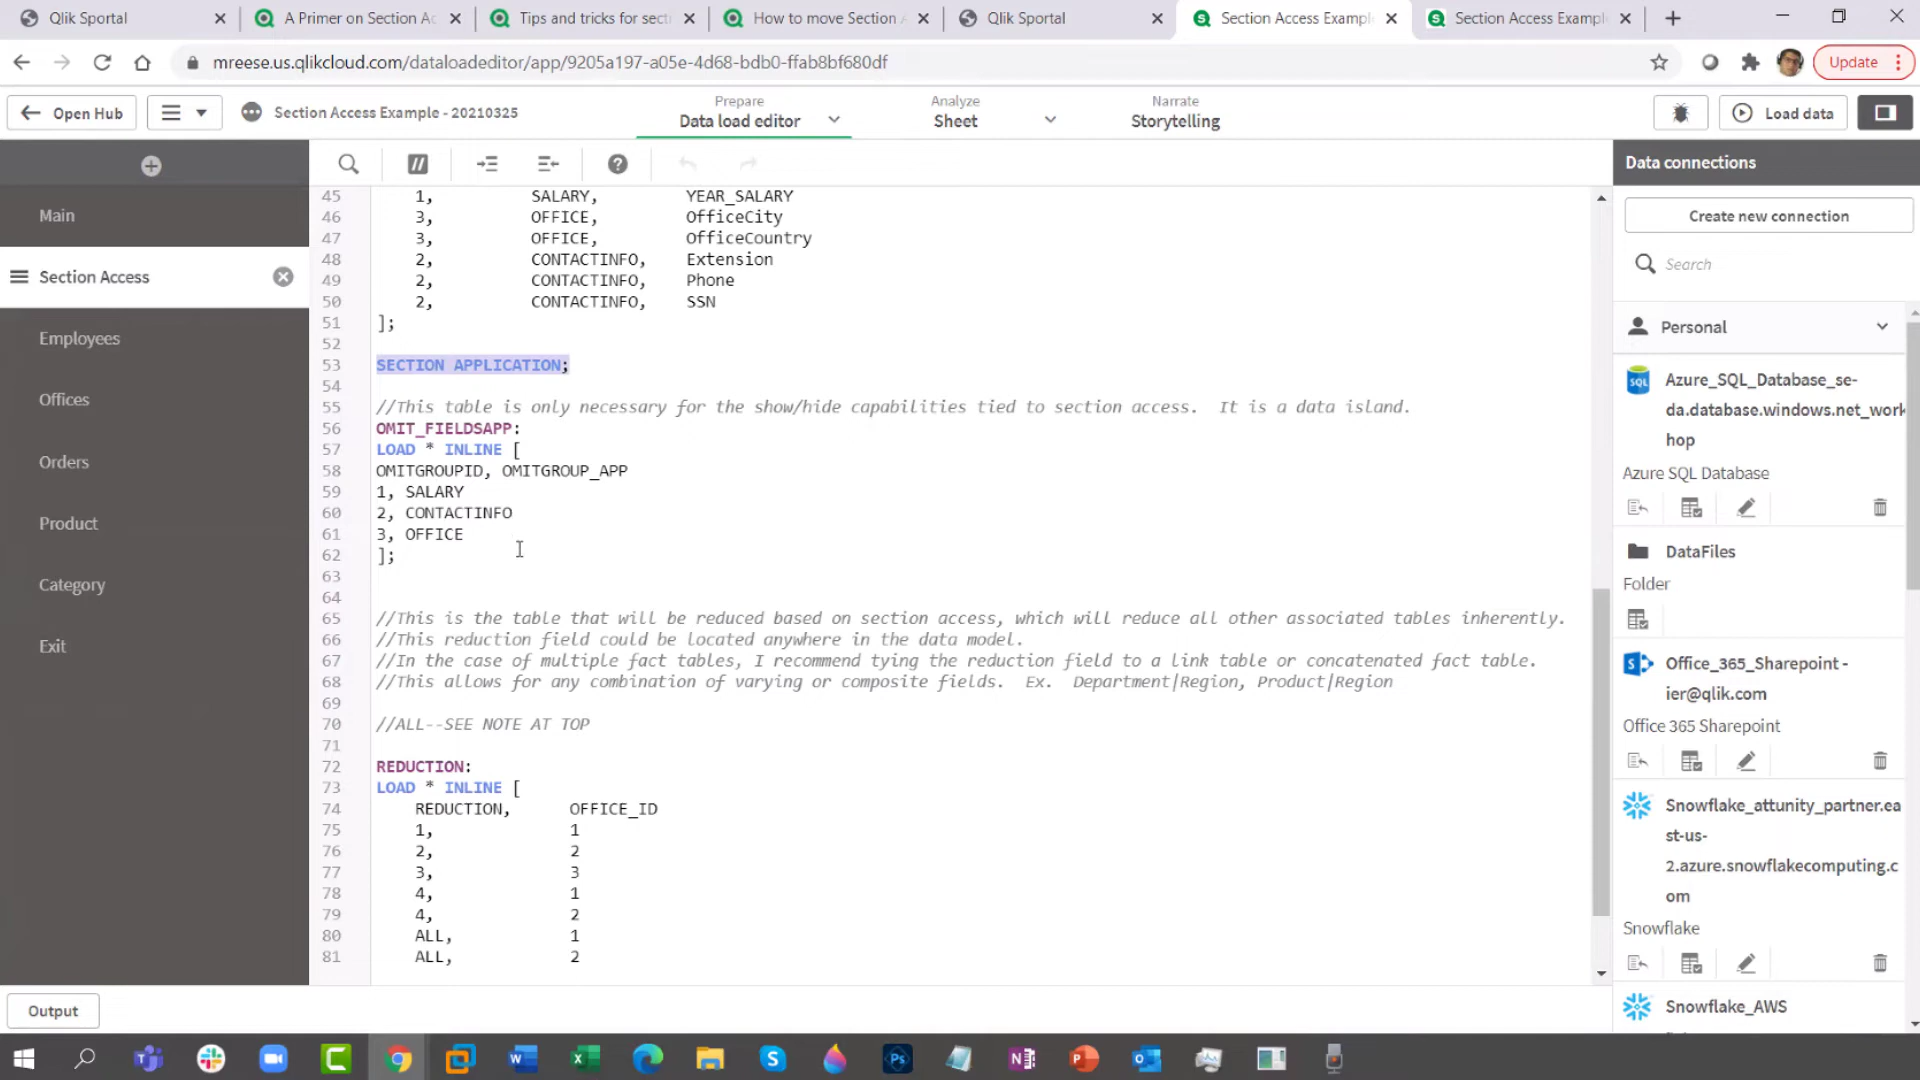 Qlik Sportal
A Primer on Section Ac
Tips and tricks for secti
How to move Section A
Qlik Sportal
Section Access Example
Section Access Example
mreese.us.qlikcloud.com/dataloadeditor/app/9205a197-a05e-4d68-bdb0-ffab8bf680df
Update
Open Hub
Section Access Example - 20210325
Prepare
Data load editor
Analyze
Sheet
Narrate
Storytelling
Load data
Main
Section Access
Employees
Offices
Orders
Product
Category
Exit
45 1, SALARY, YEAR_SALARY
46 3, OFFICE, OfficeCity
47 3, OFFICE, OfficeCountry
48 2, CONTACTINFO, Extension
49 2, CONTACTINFO, Phone
50 2, CONTACTINFO, SSN
51 ];
52
53 SECTION APPLICATION;
54
55 //This table is only necessary for the show/hide capabilities tied to section access.  It is a data island.
56 OMIT_FIELDSAPP:
57 LOAD * INLINE [
58 OMITGROUPID, OMITGROUP_APP
59 1, SALARY
60 2, CONTACTINFO
61 3, OFFICE
62 ];
63
64
65 //This is the table that will be reduced based on section access, which will reduce all other associated tables inherently.
66 //This reduction field could be located anywhere in the data model.
67 //In the case of multiple fact tables, I recommend tying the reduction field to a link table or concatenated fact table.
68 //This allows for any combination of varying or composite fields.  Ex.  Department|Region, Product|Region
69
70 //ALL--SEE NOTE AT TOP
71
72 REDUCTION:
73 LOAD * INLINE [
74 REDUCTION, OFFICE_ID
75 1, 1
76 2, 2
77 3, 3
78 4, 1
79 4, 2
80 ALL, 1
81 ALL, 2
Data connections
Create new connection
Search
Personal
Azure_SQL_Database_se-
da.database.windows.net_work
hop
Azure SQL Database
DataFiles
Folder
Office_365_Sharepoint -
ier@qlik.com
Office 365 Sharepoint
Snowflake_attunity_partner.ea
st-us-
2.azure.snowflakecomputing.c
om
Snowflake
Snowflake_AWS
Output